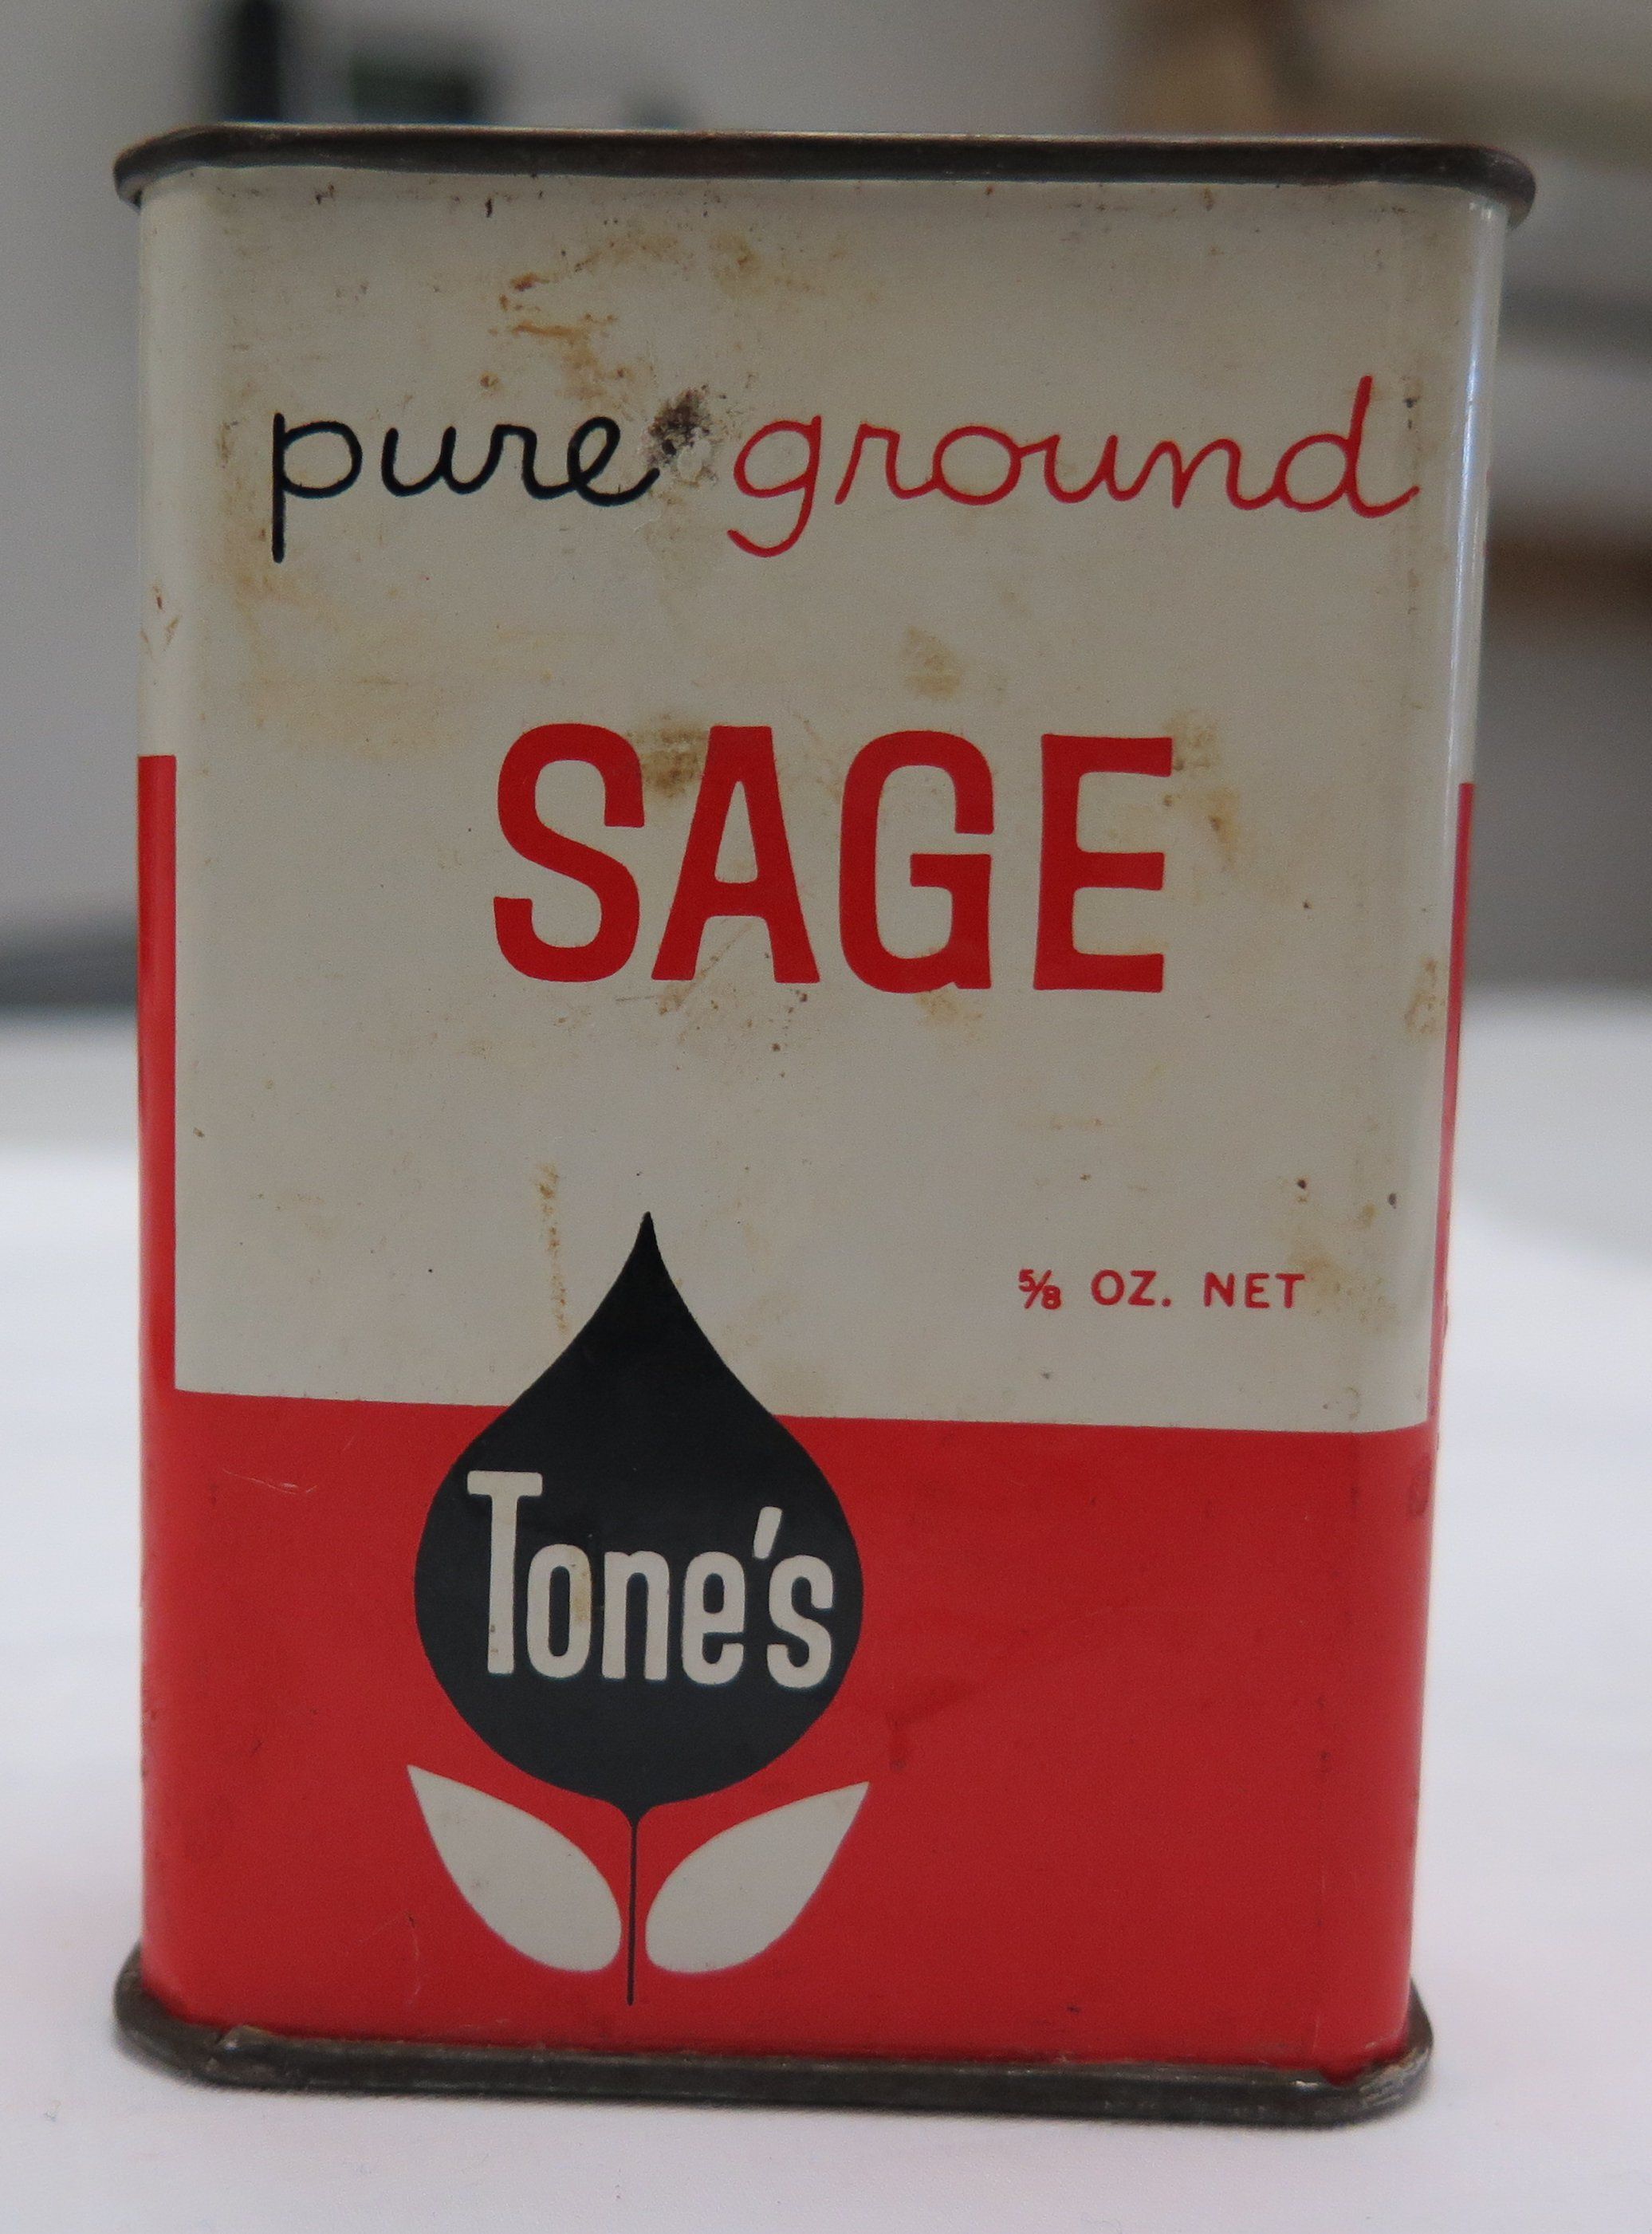 pure ground
SAGE
⅝ OZ. NET
Tone's